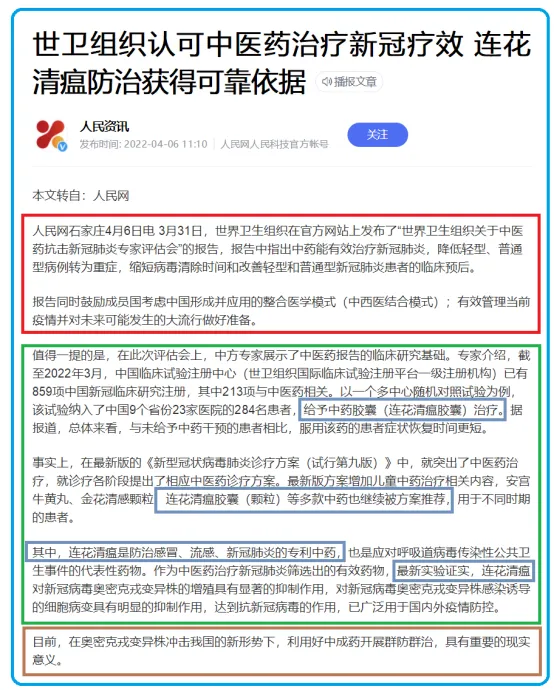 世卫组织认可中医药治疗新冠疗效 连花
清瘟防治获得可靠依据
播报文章
人民资讯
发布时间: 2022-04-06 11:10
人民网人民科技官方帐号
关注
本文转自：人民网
人民网石家庄4月6日电 3月31日，世界卫生组织在官方网站上发布了“世界卫生组织关于中医
药抗击新冠肺炎专家评估会”的报告，报告中指出中药能有效治疗新冠肺炎，降低轻型、普通
型病例转为重症，缩短病毒清除时间和改善轻型和普通型新冠肺炎患者的临床预后。
报告同时鼓励成员国考虑中国形成并应用的整合医学模式（中西医结合模式）；有效管理当前
疫情并对未来可能发生的大流行做好准备。
值得一提的是，在此次评估会上，中方专家展示了中医药报告的临床研究基础。专家介绍，截
至2022年3月，中国临床试验注册中心（世卫组织国际临床试验注册平台一级注册机构）已有
859项中国新冠临床研究注册，其中213项与中医药相关。以一个多中心随机对照试验为例，
该试验纳入了中国9个省份23家医院的284名患者，给予中药胶囊（连花清瘟胶囊）治疗。据
报道，总体来看，与未给予中药干预的患者相比，服用该药的患者症状恢复时间更短。
事实上，在最新版的《新型冠状病毒肺炎诊疗方案（试行第九版）》中，就突出了中医药治
疗，就诊疗各阶段提出了相应中医药诊疗方案。最新版方案增加儿童中药治疗相关内容，安宫
牛黄丸、金花清感颗粒、连花清瘟胶囊（颗粒）等多款中药也继续被方案推荐，用于不同时期
的患者。
其中，连花清瘟是防治感冒、流感、新冠肺炎的专利中药，也是应对呼吸道病毒传染性公共卫
生事件的代表性药物。作为中医药治疗新冠肺炎筛选出的有效药物，最新实验证实，连花清瘟
对新冠病毒奥密克戎变异株的增殖具有显著的抑制作用，对新冠病毒奥密克戎变异株感染诱导
的细胞病变具有明显的抑制作用，达到抗新冠病毒的作用，已广泛用于国内外疫情防控。
目前，在奥密克戎变异株冲击我国的新形势下，利用好中成药开展群防群治，具有重要的现实
意义。